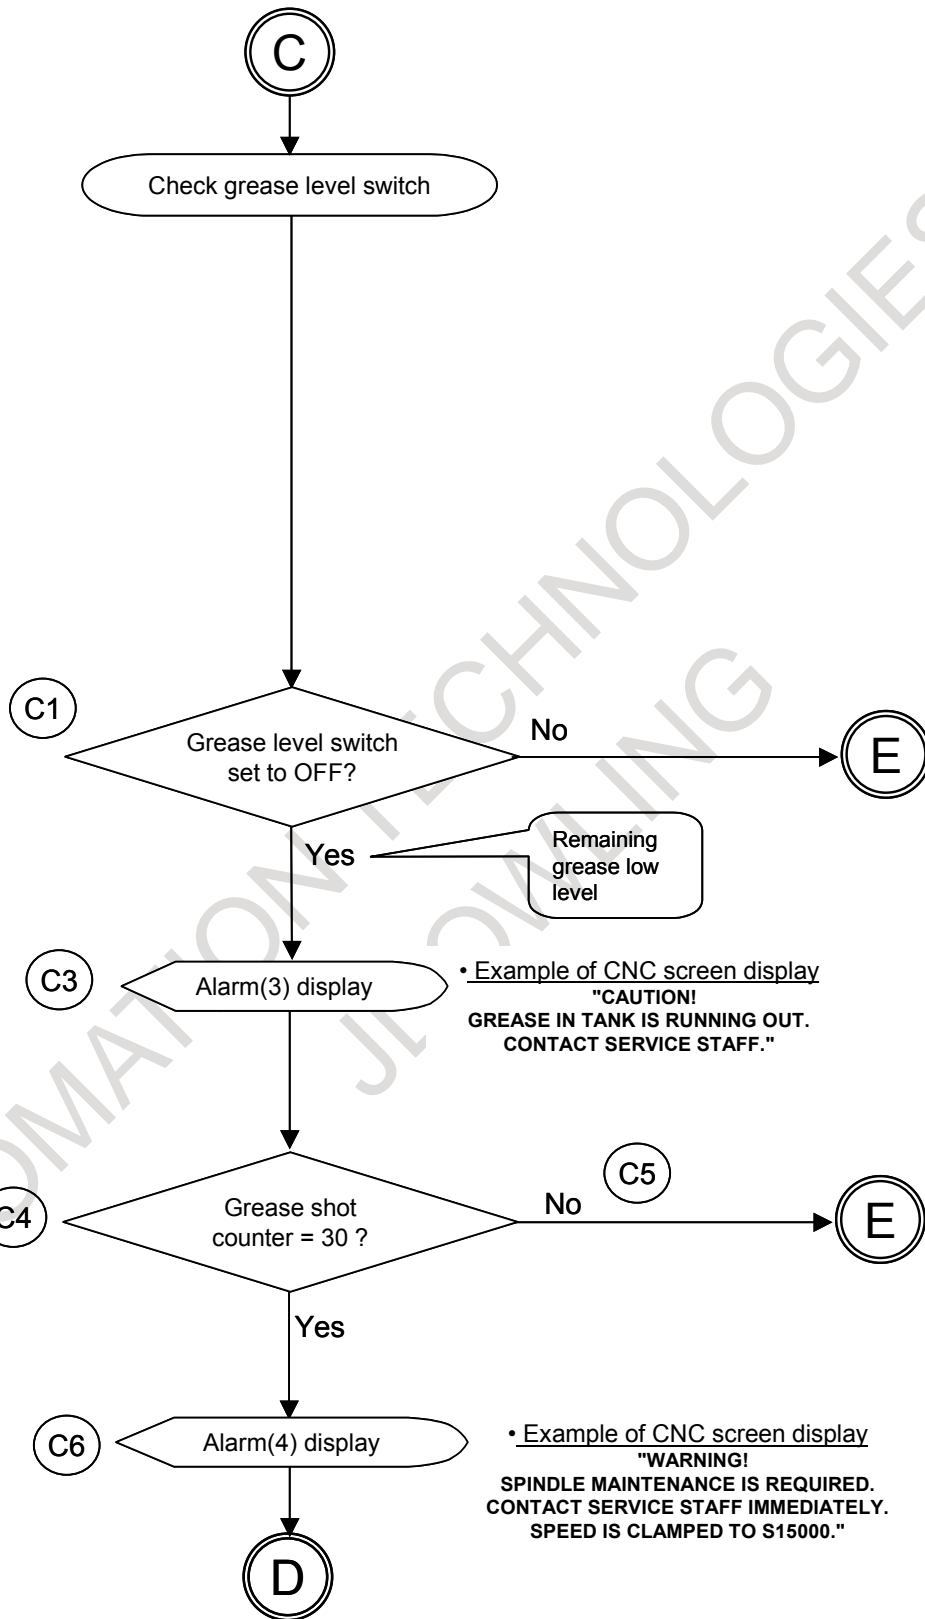 C
Check grease level switch
C1
Grease level switch
set to OFF?
No
E
Yes
Remaining
grease low
level
C3
Alarm(3) display
• Example of CNC screen display
"CAUTION!
GREASE IN TANK IS RUNNING OUT.
CONTACT SERVICE STAFF."
C4
Grease shot
counter = 30 ?
No
C5
E
Yes
C6
Alarm(4) display
• Example of CNC screen display
"WARNING!
SPINDLE MAINTENANCE IS REQUIRED.
CONTACT SERVICE STAFF IMMEDIATELY.
SPEED IS CLAMPED TO S15000."
D
TECHNOLOGIES